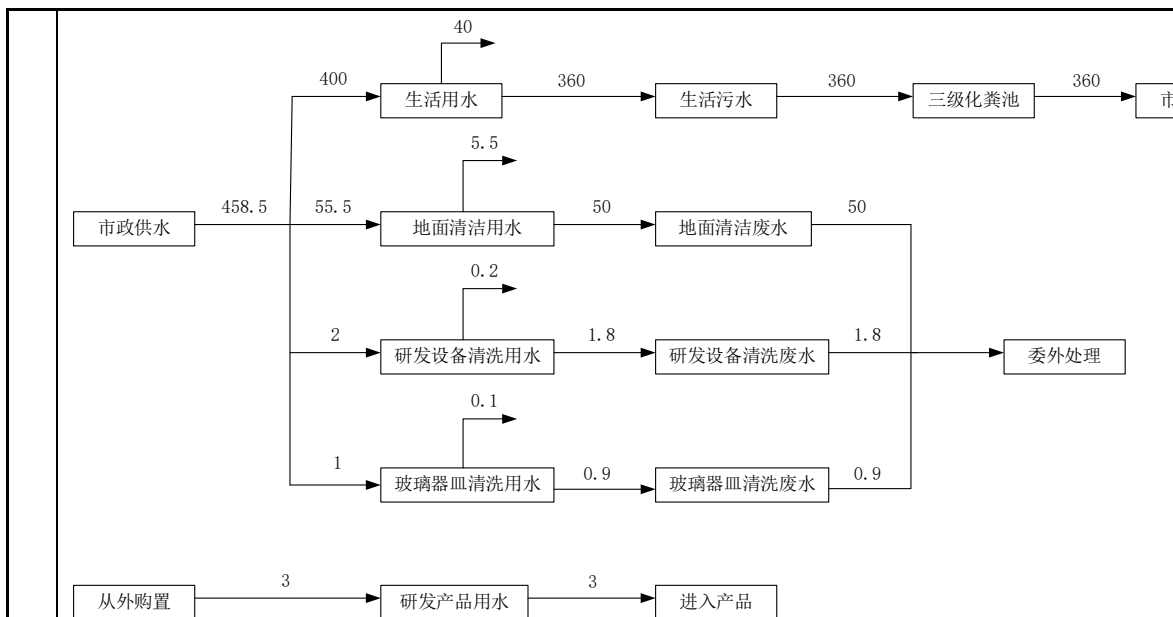 40
400
生活用水
360
生活污水
360
三级化粪池
360
市
5.5
市政供水
458.5
55.5
地面清洁用水
50
地面清洁废水
50
0.2
2
研发设备清洗用水
1.8
研发设备清洗废水
1.8
委外处理
0.1
1
玻璃器皿清洗用水
0.9
玻璃器皿清洗废水
0.9
从外购置
3
研发产品用水
3
进入产品